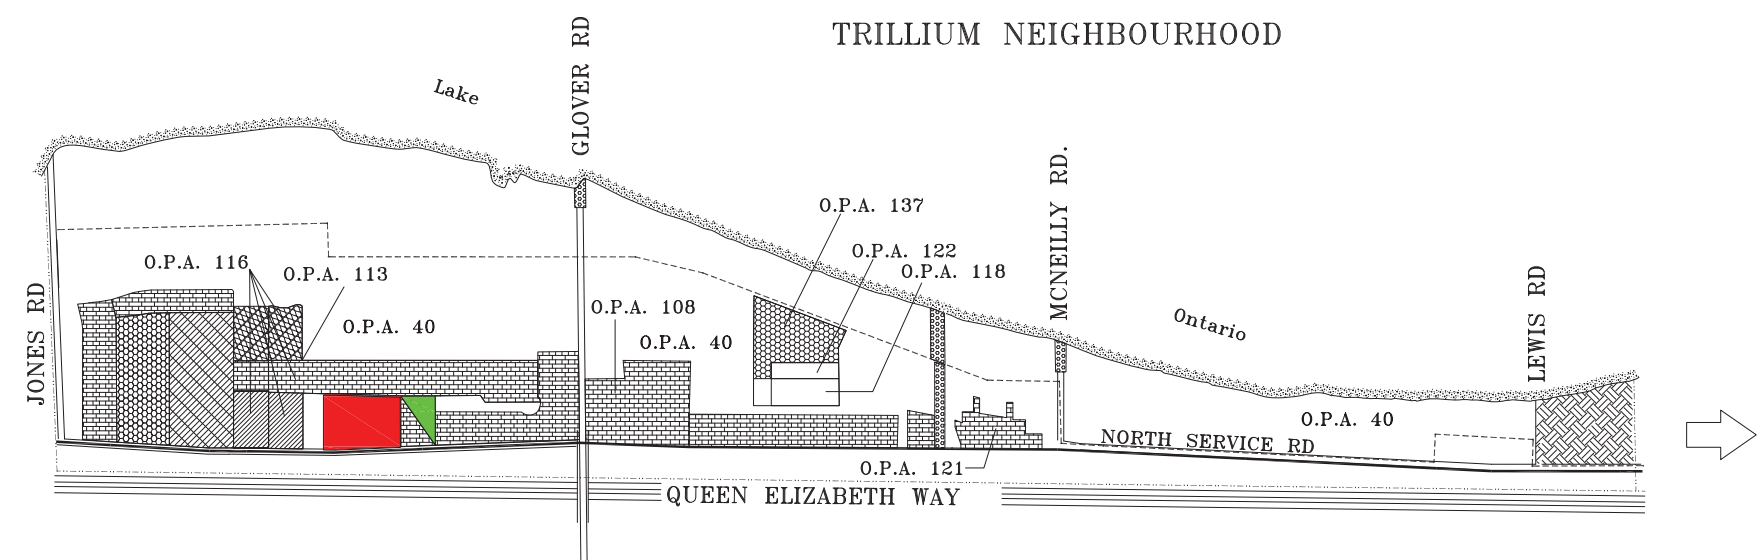 TRILLIUM NEIGHBOURHOOD
GLOVER RD
Lake
MCNEILLY RD.
O.P.A. 137
O.P.A. 122
O.P.A. 118
O.P.A. 116
O.P.A. 113
JONES RD
O.P.A. 108
O.P.A. 40
O.P.A. 40
Ontario
LEWIS RD
O.P.A. 40
NORTH SERVICE RD
O.P.A. 121
QUEEN ELIZABETH WAY